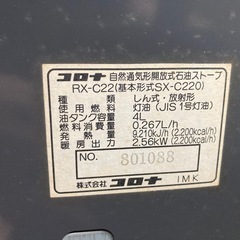 コロナ 自然通気形開放式石油ストーブ
RX-C22(基本形式SX-C220)
種類 しん式・放射形
使用燃料 灯油(JIS1号灯油)
油タンク容量 4L
燃料消費量 0.267L/h
発熱量 9,210kJ/h(2,200kcal/h)
暖房出力 2.56kW(2,200kcal/h)
NO. 801088
株式会社 コロナ IMK